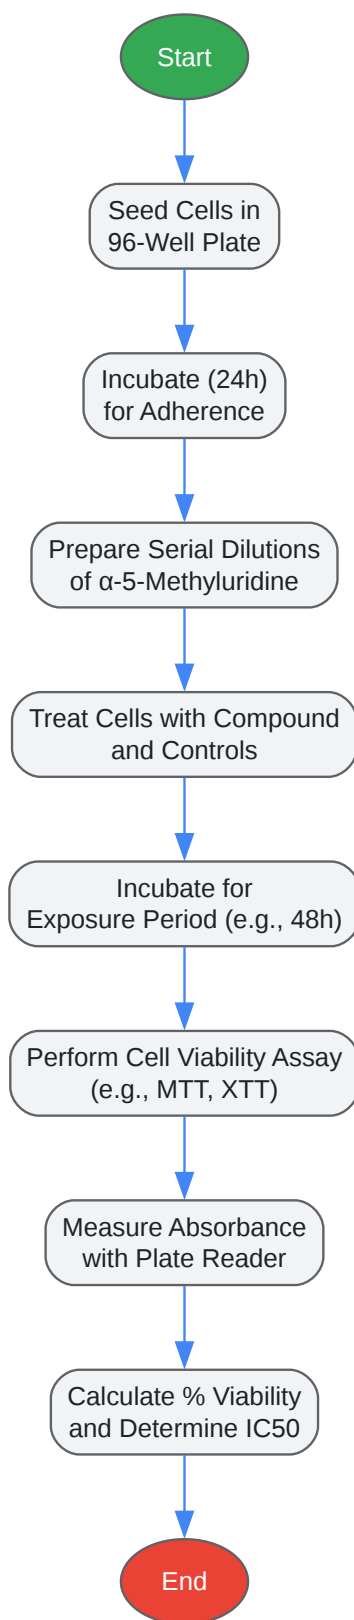 Start
Seed Cells in
96-Well Plate
Incubate (24h)
for Adherence
Prepare Serial Dilutions
of α-5-Methyluridine
Treat Cells with Compound
and Controls
Incubate for
Exposure Period (e.g., 48h)
Perform Cell Viability Assay
(e.g., MTT, XTT)
Measure Absorbance
with Plate Reader
Calculate % Viability
and Determine IC50
End